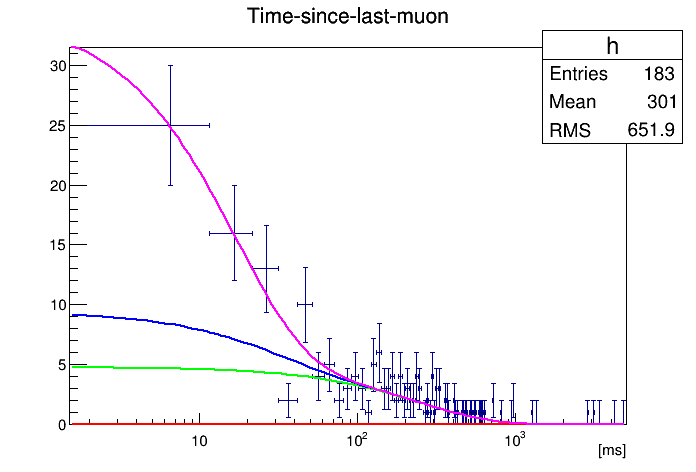 Time-since-last-muon
h
Entries 183
Mean 301
RMS 651.9
30
25
20
15
10
5
0
10 10² 10³
[ms]